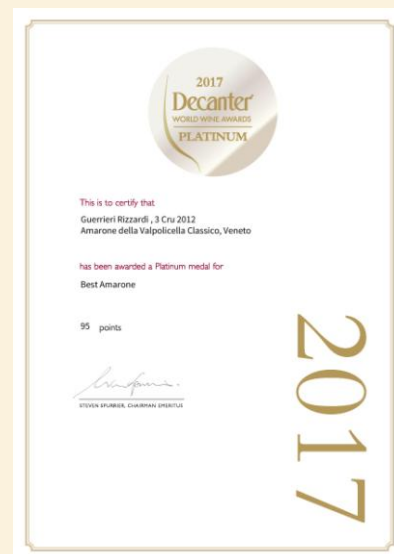 2017
Decanter
WORLD WINE AWARDS
PLATINUM
This is to certify that
Guerrieri Rizzardi , 3 Cru 2012
Amarone della Valpolicella Classico, Veneto
has been awarded a Platinum medal for
Best Amarone
95 points
STEVEN SPURRIER, CHAIRMAN EMERITUS
2017